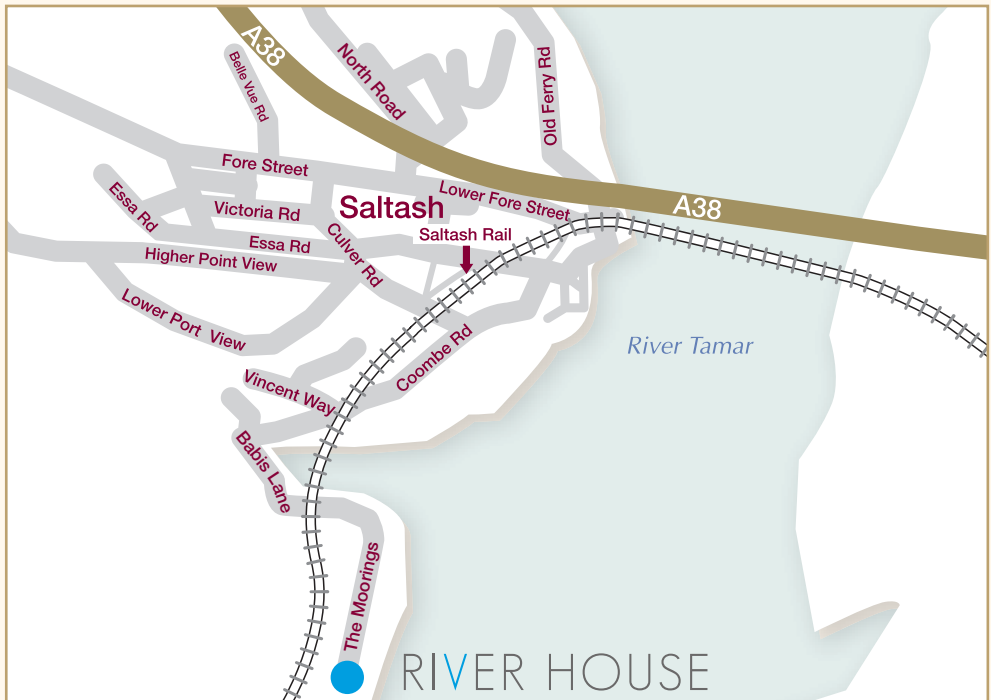 A38
Belle Vue Rd
North Road
Old Ferry Rd
Fore Street
Lower Fore Street
A38
Essa Rd
Victoria Rd
Saltash
Saltash Rail
Essa Rd
Culver Rd
Higher Point View
Lower Port View
River Tamar
Coombe Rd
Vincent Way
Babis Lane
The Moorings
RIVER HOUSE